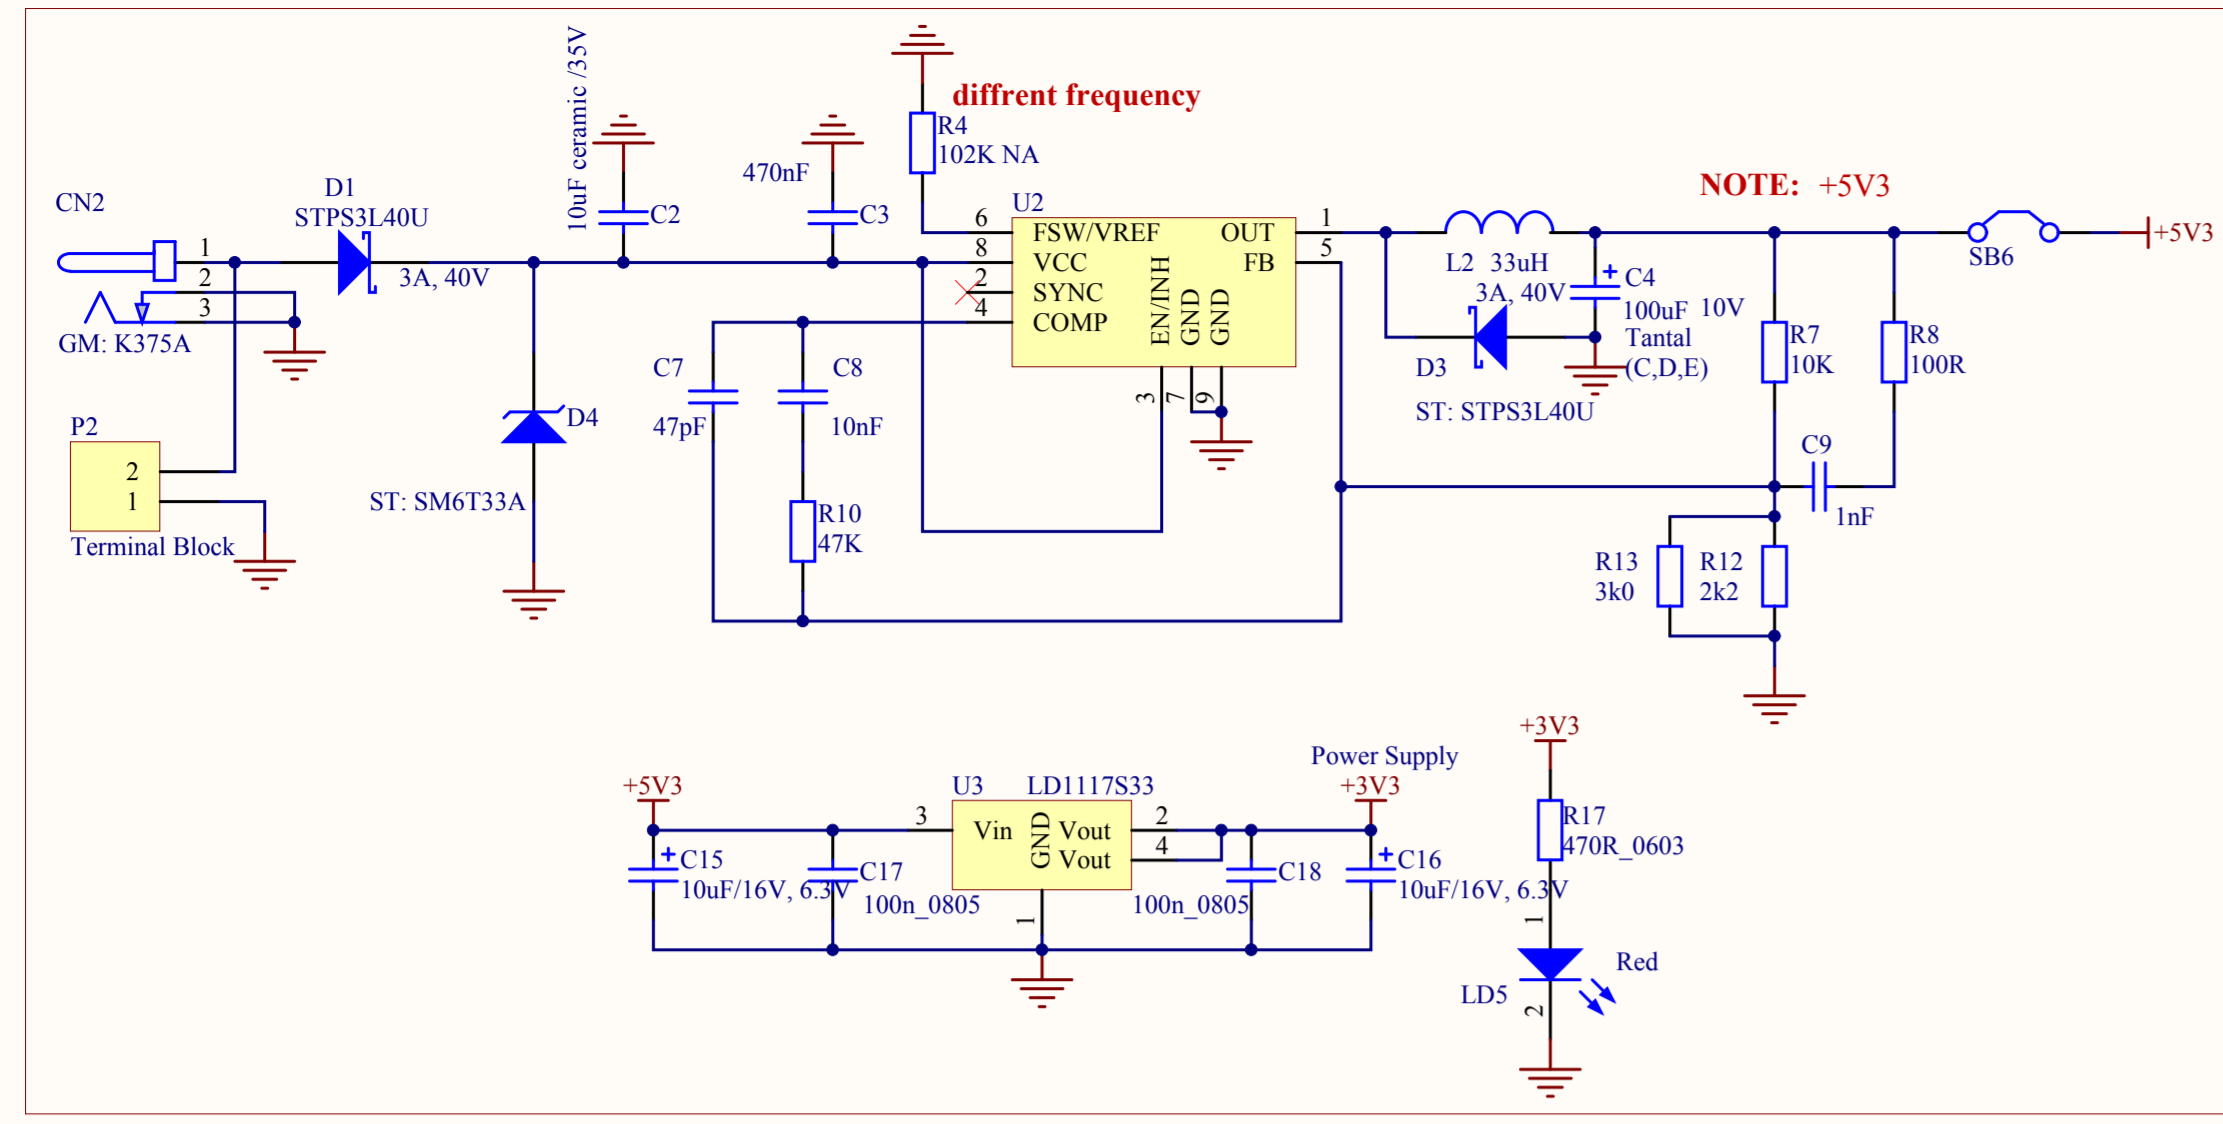 diffrent frequency
10uF ceramic /35V
470nF
R4
102K NA
CN2
D1
STPS3L40U
3A, 40V
1
2
3
GM: K375A
C2
C3
U2
6
8
2
4
FSW/VREF
VCC
SYNC
COMP
OUT
FB
1
5
EN/INH
GND
GND
3
7
9
NOTE: +5V3
L2 33uH
3A, 40V
C4
100uF 10V
Tantal
(C,D,E)
D3
ST: STPS3L40U
R7
10K
R8
100R
SB6
+5V3
P2
2
1
Terminal Block
D4
ST: SM6T33A
C7
47pF
C8
10nF
R10
47K
C9
1nF
R13
3k0
R12
2k2
+5V3
U3
LD1117S33
Power Supply
+3V3
+3V3
3
Vin
GND
Vout
Vout
2
4
1
C15
10uF/16V, 6.3V
C17
100n_0805
C18
100n_0805
C16
10uF/16V, 6.3V
R17
470R_0603
1
2
LD5
Red